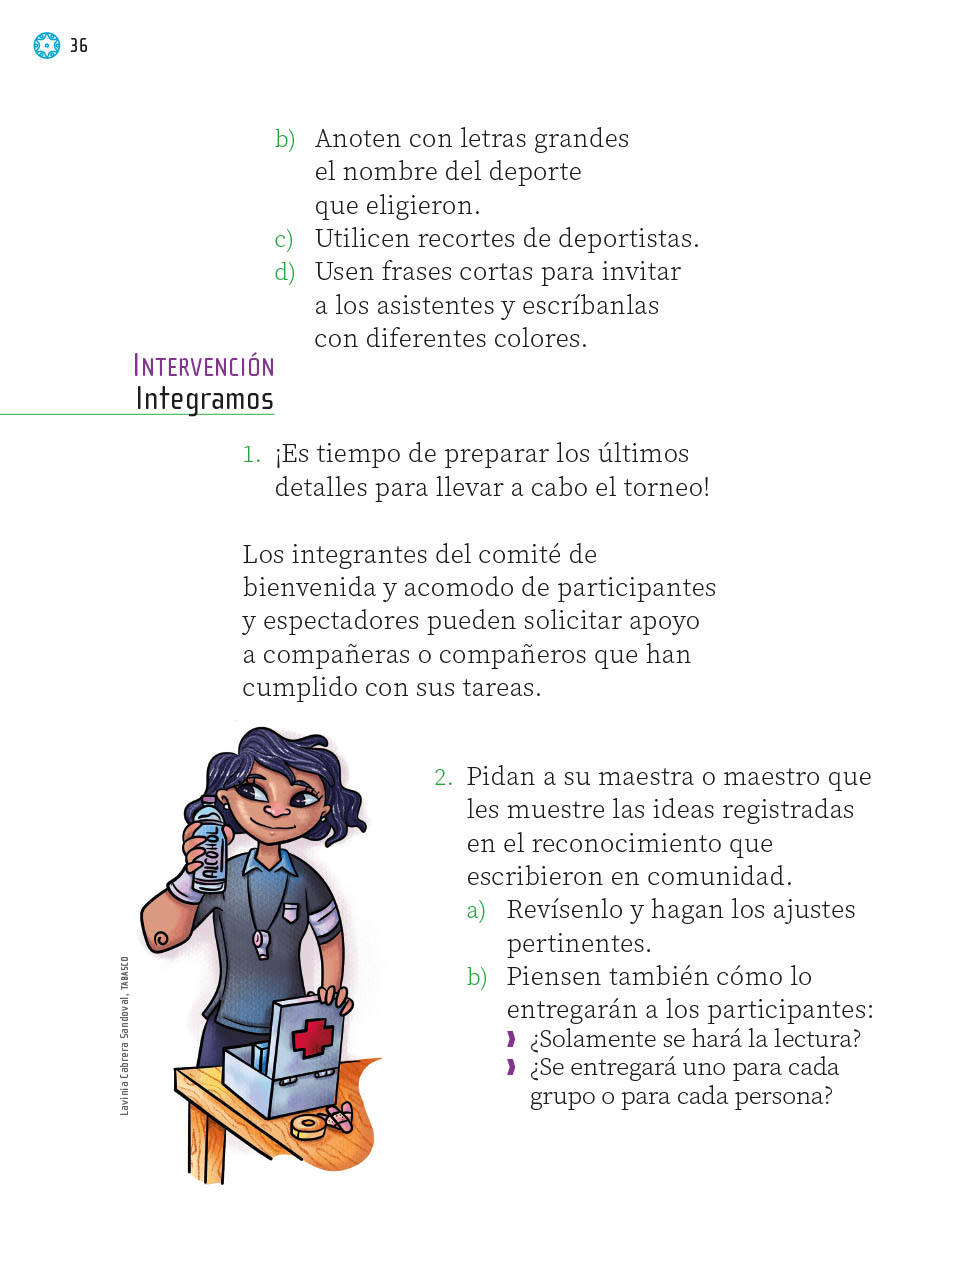 36
b) Anoten con letras grandes
el nombre del deporte
que eligieron.
c) Utilicen recortes de deportistas.
d) Usen frases cortas para invitar
a los asistentes y escríbanlas
con diferentes colores.
INTERVENCIÓN
Integramos
1. ¡Es tiempo de preparar los últimos
detalles para llevar a cabo el torneo!
Los integrantes del comité de
bienvenida y acomodo de participantes
y espectadores pueden solicitar apoyo
a compañeras o compañeros que han
cumplido con sus tareas.
2. Pidan a su maestra o maestro que
les muestre las ideas registradas
en el reconocimiento que
escribieron en comunidad.
a) Revísenlo y hagan los ajustes
pertinentes.
b) Piensen también cómo lo
entregarán a los participantes:
¿Solamente se hará la lectura?
¿Se entregará uno para cada
grupo o para cada persona?
ALCOHOL
Lavinia Cabrera Sandoval, TABASCO